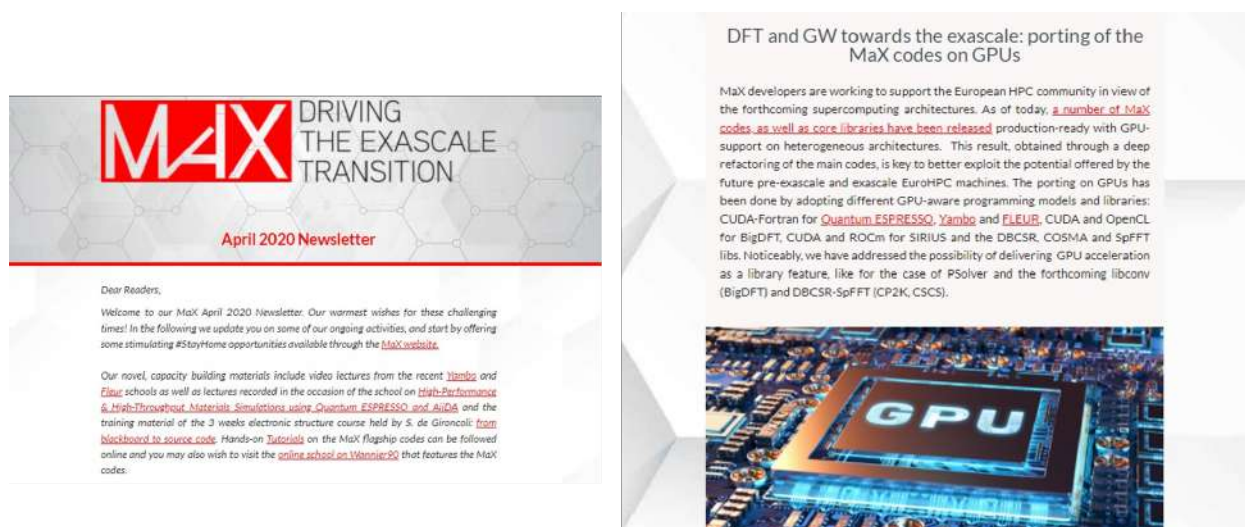 MAX DRIVING
THE EXASCALE
TRANSITION
April 2020 Newsletter
Dear Readers,
Welcome to our MaX April 2020 Newsletter. Our warmest wishes for these challenging
times! In the following we update you on some of our ongoing activities, and start by offering
some stimulating #StayHome opportunities available through the MaX website.
Our novel, capacity building materials include video lectures from the recent Yambo and
Fleur schools as well as lectures recorded in the occasion of the school on High-Performance
& High-Throughput Materials Simulations using Quantum ESPRESSO and AiiDA and the
training material of the 3 weeks electronic structure course held by S. de Gironcoli: from
blackboard to source code. Hands-on Tutorials on the MaX flagship codes can be followed
online and you may also wish to visit the online school on Wannier90 that features the MaX
codes.
DFT and GW towards the exascale: porting of the
MaX codes on GPUs
MaX developers are working to support the European HPC community in view of
the forthcoming supercomputing architectures. As of today, a number of MaX
codes, as well as core libraries have been released production-ready with GPU-
support on heterogeneous architectures. This result, obtained through a deep
refactoring of the main codes, is key to better exploit the potential offered by the
future pre-exascale and exascale EuroHPC machines. The porting on GPUs has
been done by adopting different GPU-aware programming models and libraries:
CUDA-Fortran for Quantum ESPRESSO, Yambo and FLEUR, CUDA and OpenCL
for BigDFT, CUDA and ROCm for SIRIUS and the DBCSR, COSMA and SpFFT
libs. Noticeably, we have addressed the possibility of delivering GPU acceleration
as a library feature, like for the case of PSolver and the forthcoming libconv
(BigDFT) and DBCSR-SpFFT (CP2K, CSCS).
GPU